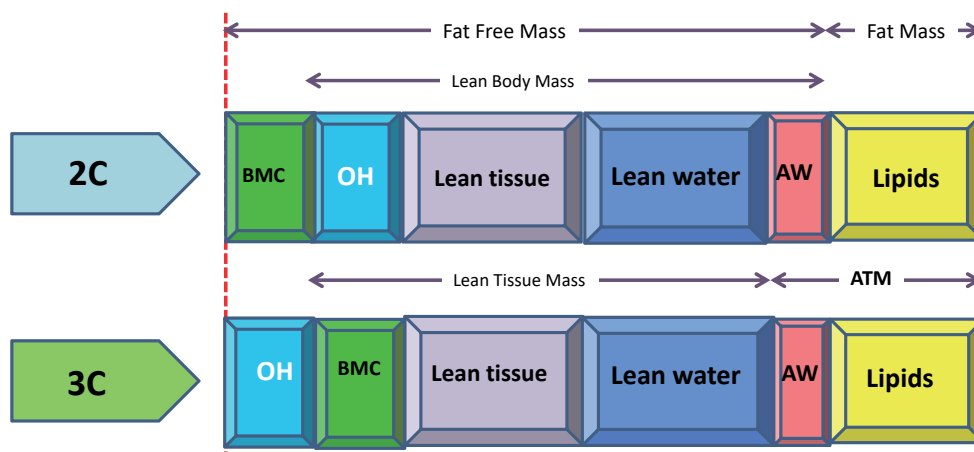 Fat Free Mass Fat Mass
Lean Body Mass
2C BMC OH Lean tissue Lean water AW Lipids
Lean Tissue Mass ATM
3C OH BMC Lean tissue Lean water AW Lipids